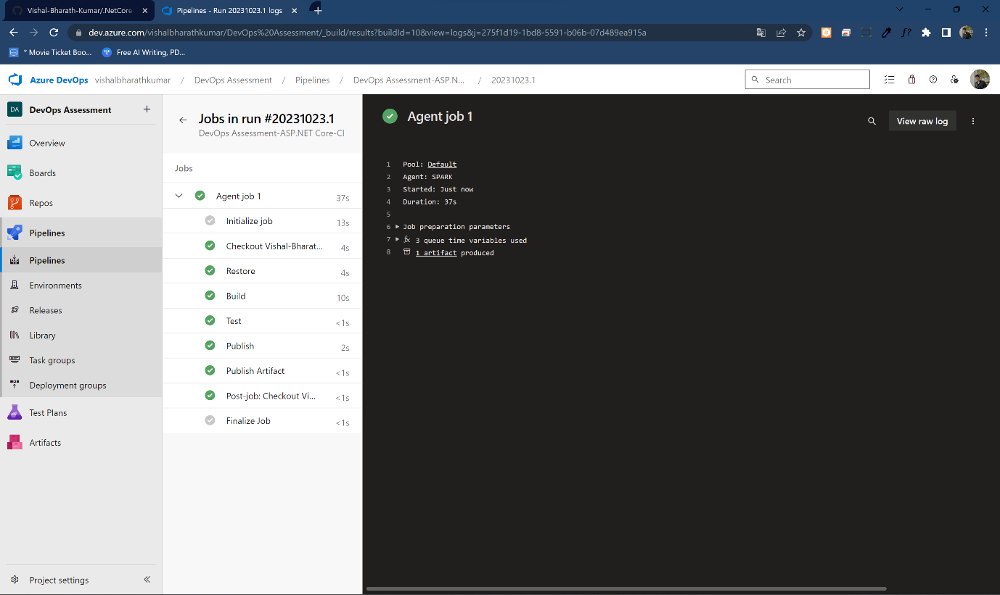 Vishal-Bharath-Kumar/.NetCore-
Pipelines - Run 20231023.1 logs
dev.azure.com/vishalbharathkumar/DevOps%20Assessment/_build/results?buildId=10&view=logs&j=275f1d19-1bd8-5591-b06b-07d489ea915a
f?
* Movie Ticket Boo...
Free AI Writing, PD...
Azure DevOps vishalbharathkumar / DevOps Assessment / Pipelines / DevOps Assessment-ASP.N... / 20231023.1
Search
DA DevOps Assessment +
Overview
Boards
Repos
Pipelines
Pipelines
Environments
Releases
Library
Task groups
Deployment groups
Test Plans
Artifacts
Project settings
Jobs in run #20231023.1
DevOps Assessment-ASP.NET Core-CI
Jobs
Agent job 1 37s
Initialize job 13s
Checkout Vishal-Bharat... 4s
Restore 4s
Build 10s
Test <1s
Publish 2s
Publish Artifact <1s
Post-job: Checkout Vi... <1s
Finalize Job <1s
Agent job 1
View raw log
1 Pool: Default
2 Agent: SPARK
3 Started: Just now
4 Duration: 37s
5
6 Job preparation parameters
7 fx 3 queue time variables used
8 1 artifact produced